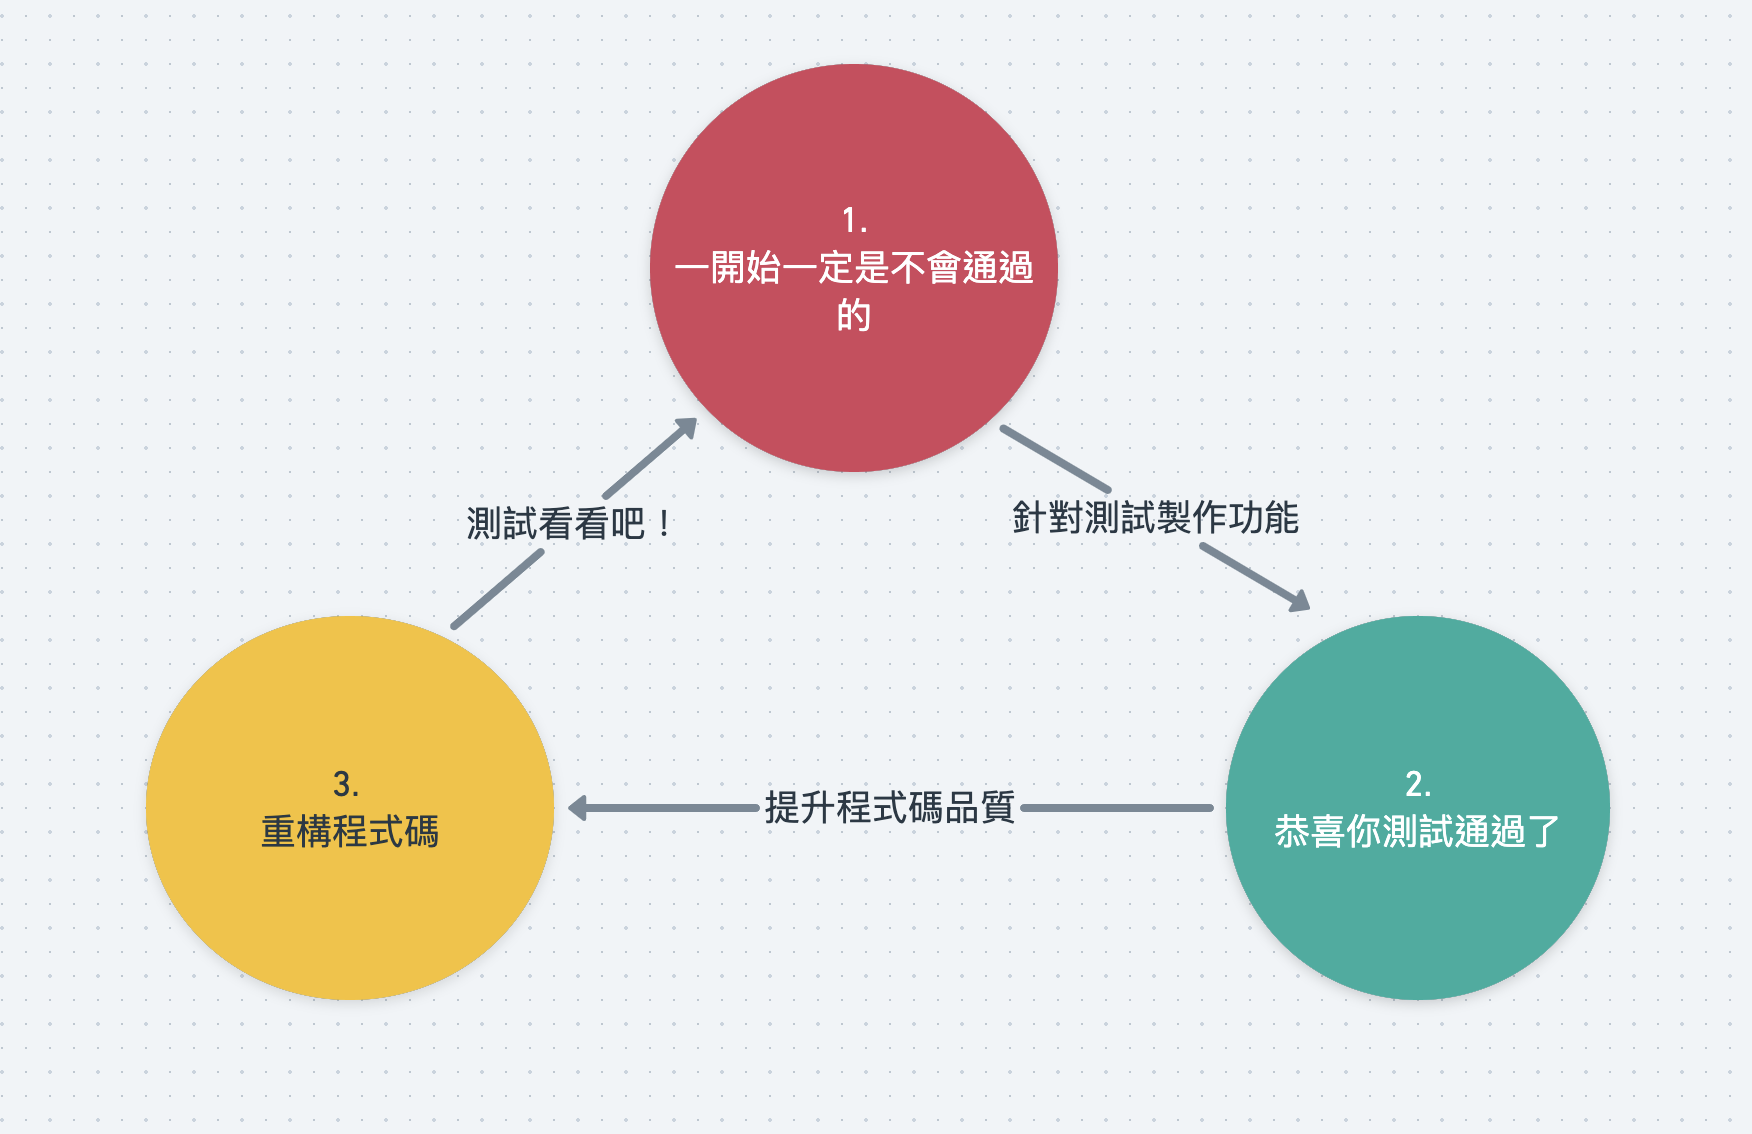 1.
一開始一定是不會通過
的
測試看看吧！
針對測試製作功能
3.
重構程式碼
提升程式碼品質
2.
恭喜你測試通過了